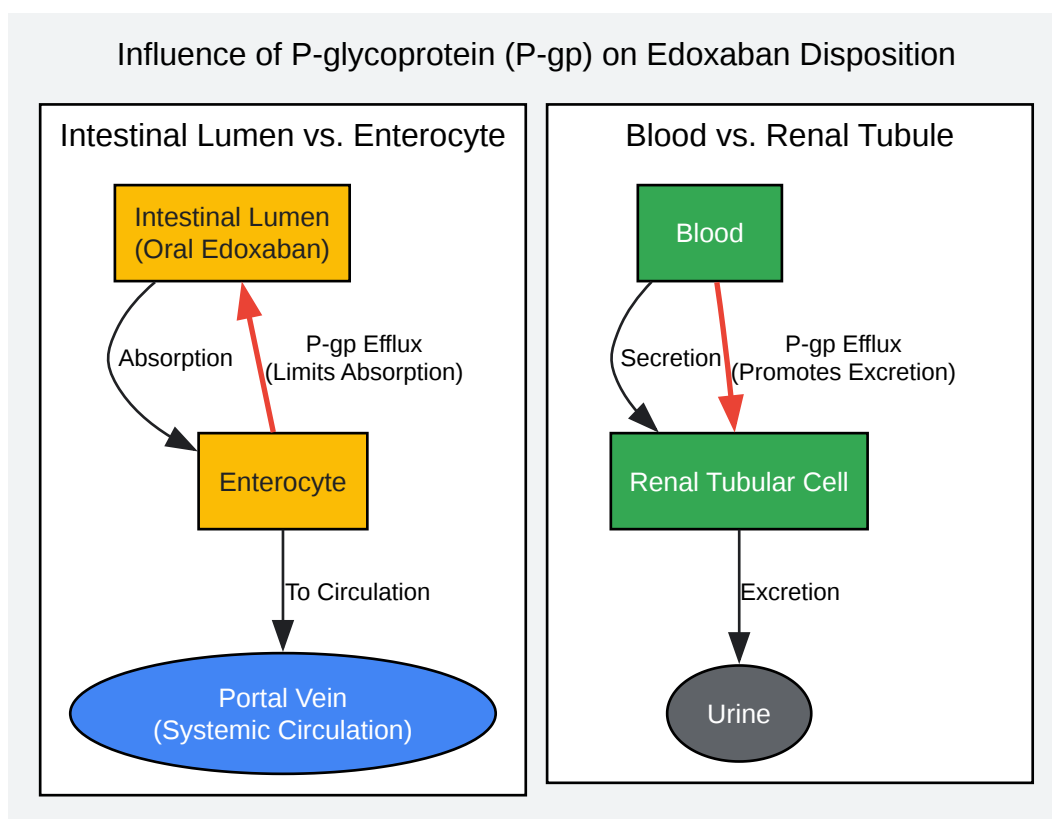 Influence of P-glycoprotein (P-gp) on Edoxaban Disposition
Intestinal Lumen vs. Enterocyte
Intestinal Lumen
(Oral Edoxaban)
Absorption
P-gp Efflux
(Limits Absorption)
Enterocyte
To Circulation
Portal Vein
(Systemic Circulation)
Blood vs. Renal Tubule
Blood
Secretion
P-gp Efflux
(Promotes Excretion)
Renal Tubular Cell
Excretion
Urine